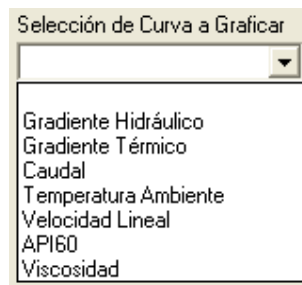 Selección de Curva a Graficar
Gradiente Hidráulico
Gradiente Térmico
Caudal
Temperatura Ambiente
Velocidad Lineal
API60
Viscosidad